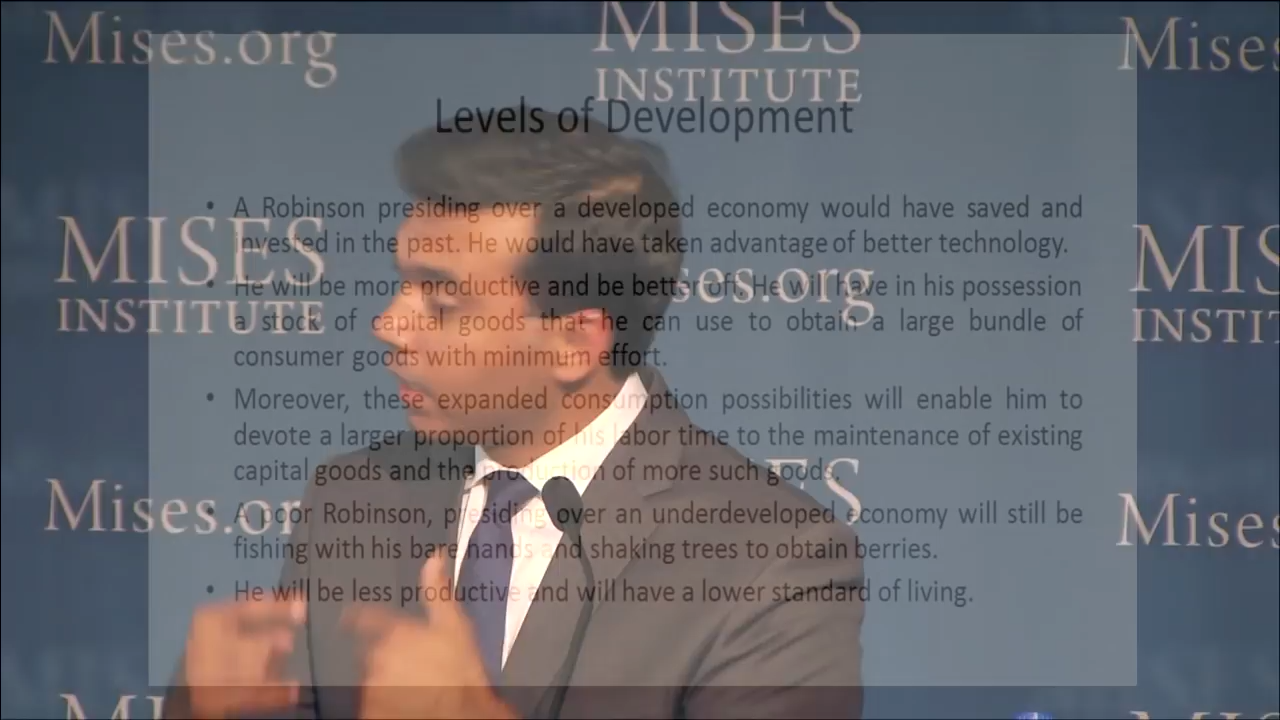 Mises.org
MISES
INSTITUTE
Mises
Levels of Development
• A Robinson presiding over a developed economy would have saved and
invested in the past. He would have taken advantage of better technology.
• He will be more productive and be better off. He will have in his possession
a stock of capital goods that he can use to obtain a large bundle of
consumer goods with minimum effort.
• Moreover, these expanded consumption possibilities will enable him to
devote a larger proportion of his labor time to the maintenance of existing
capital goods and the production of more such goods.
• A poor Robinson, presiding over an underdeveloped economy will still be
fishing with his bare hands and shaking trees to obtain berries.
• He will be less productive and will have a lower standard of living.
MISES
INSTITUTE
ses.org
MIS
INSTIT
Mises.or
ES
Mises
MI